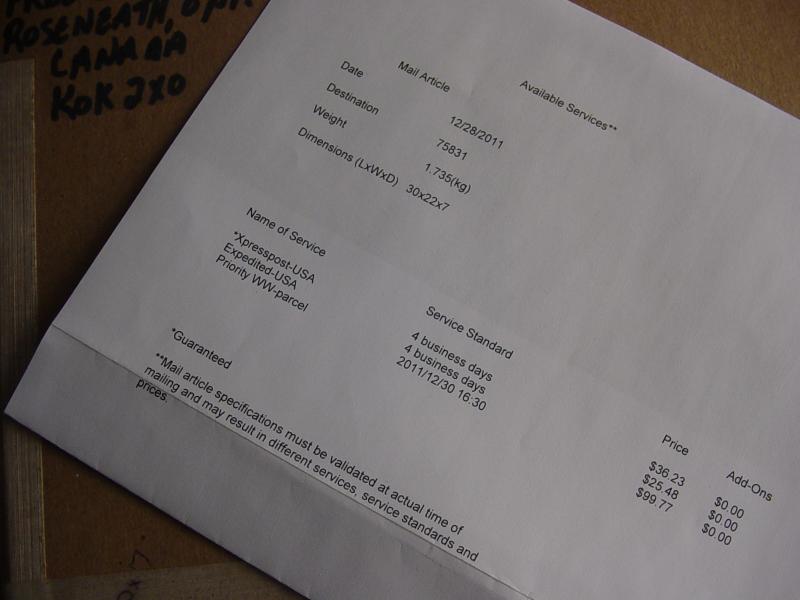 ROSENEATH,
CANADA
K0K 2X0
Mail Article
Available Services**
Date 12/28/2011
Destination 75831
Weight 1.735(kg)
Dimensions (LxWxD) 30x22x7
Name of Service Service Standard Price Add-Ons
*Xpresspost-USA 4 business days $36.23 $0.00
Expedited-USA 4 business days $25.48 $0.00
Priority WW-parcel 2011/12/30 16:30 $99.77 $0.00
*Guaranteed
**Mail article specifications must be validated at actual time of
mailing and may result in different services, service standards and
prices.